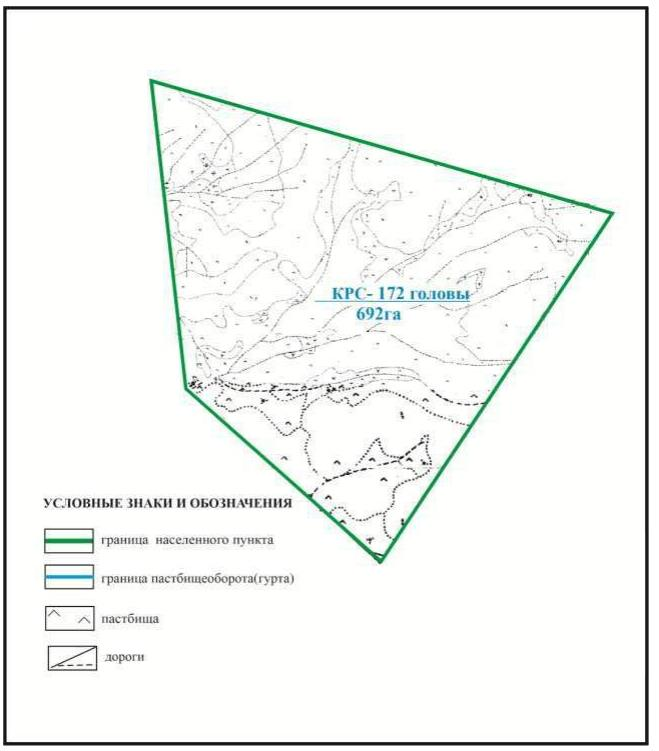 КРС- 172 головы
692га
УСЛОВНЫЕ ЗНАКИ И ОБОЗНАЧЕНИЯ
граница населенного пункта
граница пастбищеоборота(гурта)
пастбища
дороги